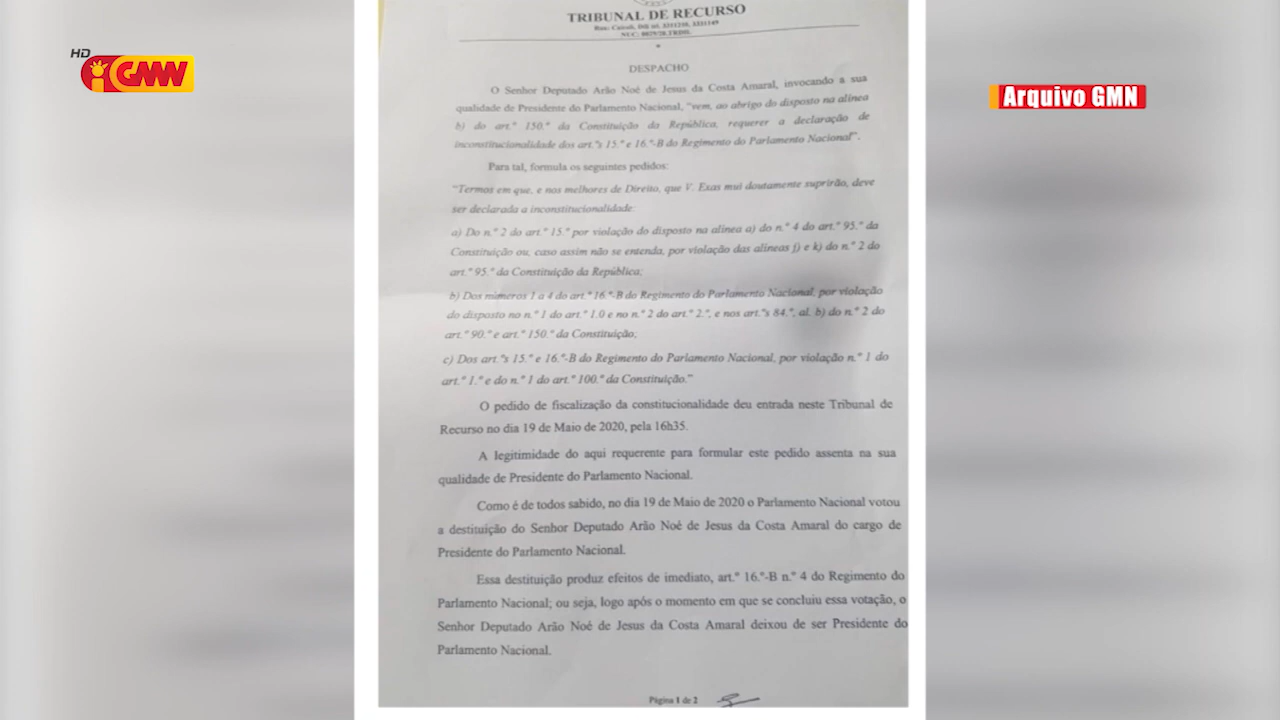 HD
GMN
Arquivo GMN
TRIBUNAL DE RECURSO
Rua: Caicoli, Dili tel. 3331149
NUC: 0029/20.TRDIL
DESPACHO
O Senhor Deputado Arão Noé de Jesus da Costa Amaral, invocando a sua
qualidade de Presidente do Parlamento Nacional, "vem, ao abrigo do disposto na alínea
b) do art.º 150.º da Constituição da República, requerer a declaração de
inconstitucionalidade dos art.ºs 15.º e 16.º-B do Regimento do Parlamento Nacional".
Para tal, formula os seguintes pedidos:
"Termos em que, e nos melhores de Direito, que V. Exas mui doutamente suprirão, deve
ser declarada a inconstitucionalidade:
a) Do n.º 2 do art.º 15.º por violação do disposto na alínea a) do n.º 4 do art.º 95.º da
Constituição ou, caso assim não se entenda, por violação das alíneas j) e k) do n.º 2 do
art.º 95.º da Constituição da República;
b) Dos números 1 a 4 do art.º 16.º-B do Regimento do Parlamento Nacional, por violação
do disposto no n.º 1 do art.º 1.0 e no n.º 2 do art.º 2.º, e nos art.ºs 84.º, al. b) do n.º 2 do
art.º 90.º e art.º 150.º da Constituição;
c) Dos art.ºs 15.º e 16.º-B do Regimento do Parlamento Nacional, por violação n.º 1 do
art.º 1.º e do n.º 1 do art.º 100.º da Constituição."
O pedido de fiscalização da constitucionalidade deu entrada neste Tribunal de
Recurso no dia 19 de Maio de 2020, pela 16h35.
A legitimidade do aqui requerente para formular este pedido assenta na sua
qualidade de Presidente do Parlamento Nacional.
Como é de todos sabido, no dia 19 de Maio de 2020 o Parlamento Nacional votou
a destituição do Senhor Deputado Arão Noé de Jesus da Costa Amaral do cargo de
Presidente do Parlamento Nacional.
Essa destituição produz efeitos de imediato, art.º 16.º-B n.º 4 do Regimento do
Parlamento Nacional; ou seja, logo após o momento em que se concluiu essa votação, o
Senhor Deputado Arão Noé de Jesus da Costa Amaral deixou de ser Presidente do
Parlamento Nacional.
Página 1 de 2